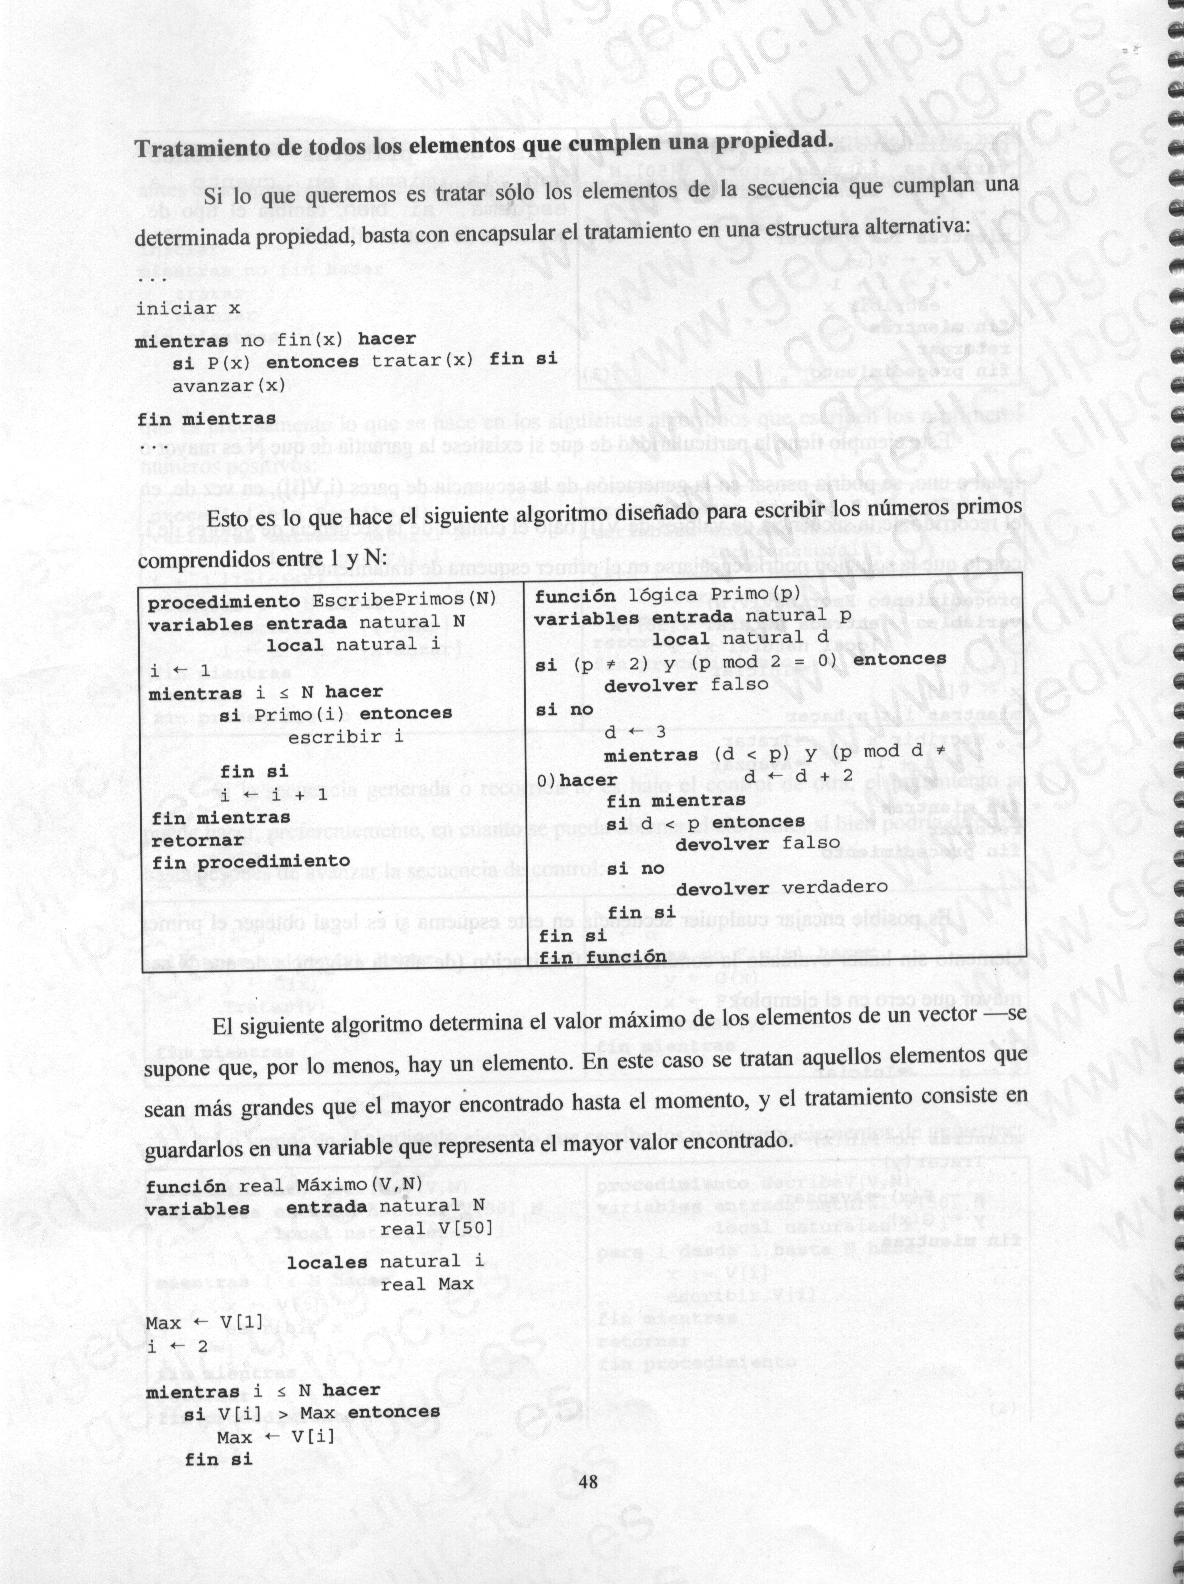 Tratamiento de todos los elementos que cumplen una propiedad.
Si lo que queremos es tratar sólo los elementos de la secuencia que cumplan una
determinada propiedad, basta con encapsular el tratamiento en una estructura alternativa:
...
iniciar x
mientras no fin(x) hacer
si P(x) entonces tratar(x) fin si
avanzar(x)
fin mientras
...
Esto es lo que hace el siguiente algoritmo diseñado para escribir los números primos
comprendidos entre 1 y N:
procedimiento EscribePrimos(N)
variables entrada natural N
local natural i
i ← 1
mientras i ≤ N hacer
si Primo(i) entonces
escribir i
fin si
i ← i + 1
fin mientras
retornar
fin procedimiento
función lógica Primo(p)
variables entrada natural p
local natural d
si (p ≠ 2) y (p mod 2 = 0) entonces
devolver falso
si no
d ← 3
mientras (d < p) y (p mod d ≠
0)hacer d ← d + 2
fin mientras
si d < p entonces
devolver falso
si no
devolver verdadero
fin si
fin si
fin función
El siguiente algoritmo determina el valor máximo de los elementos de un vector —se
supone que, por lo menos, hay un elemento. En este caso se tratan aquellos elementos que
sean más grandes que el mayor encontrado hasta el momento, y el tratamiento consiste en
guardarlos en una variable que representa el mayor valor encontrado.
función real Máximo(V,N)
variables entrada natural N
real V[50]
locales natural i
real Max
Max ← V[1]
i ← 2
mientras i ≤ N hacer
si V[i] > Max entonces
Max ← V[i]
fin si
48
www.gedlc.ulpgc.es